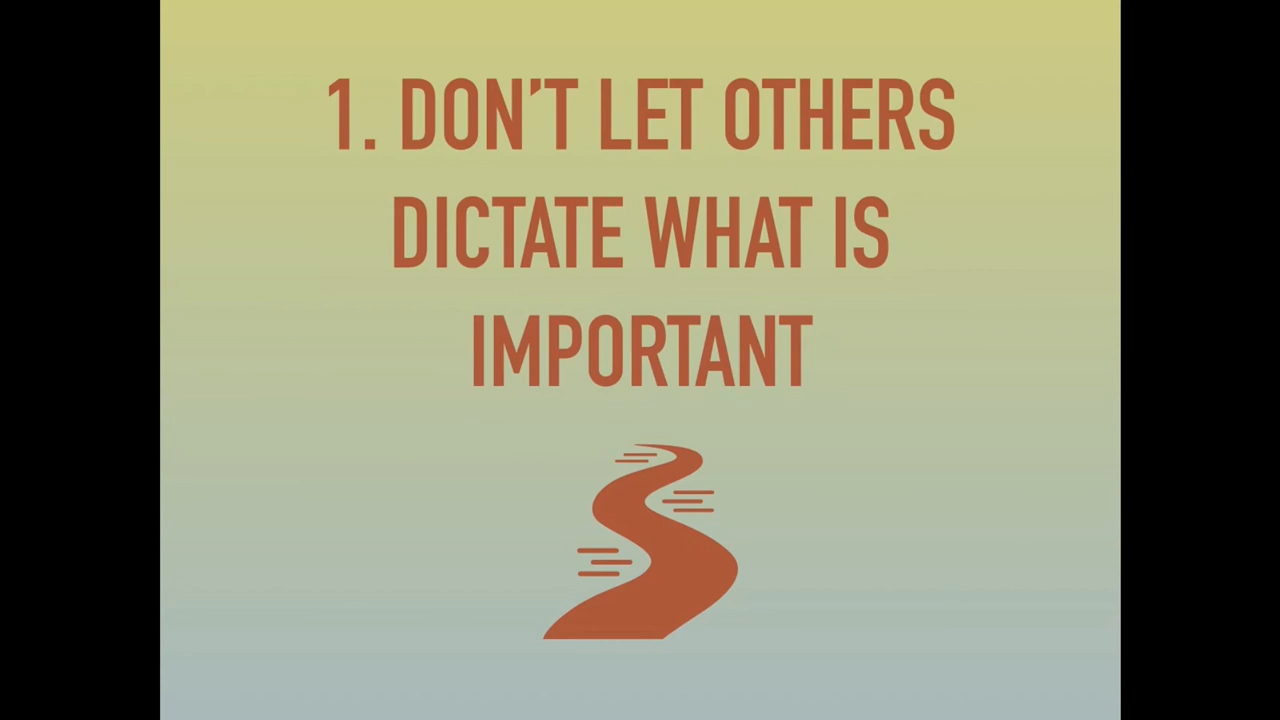 1. DON’T LET OTHERS
DICTATE WHAT IS
IMPORTANT